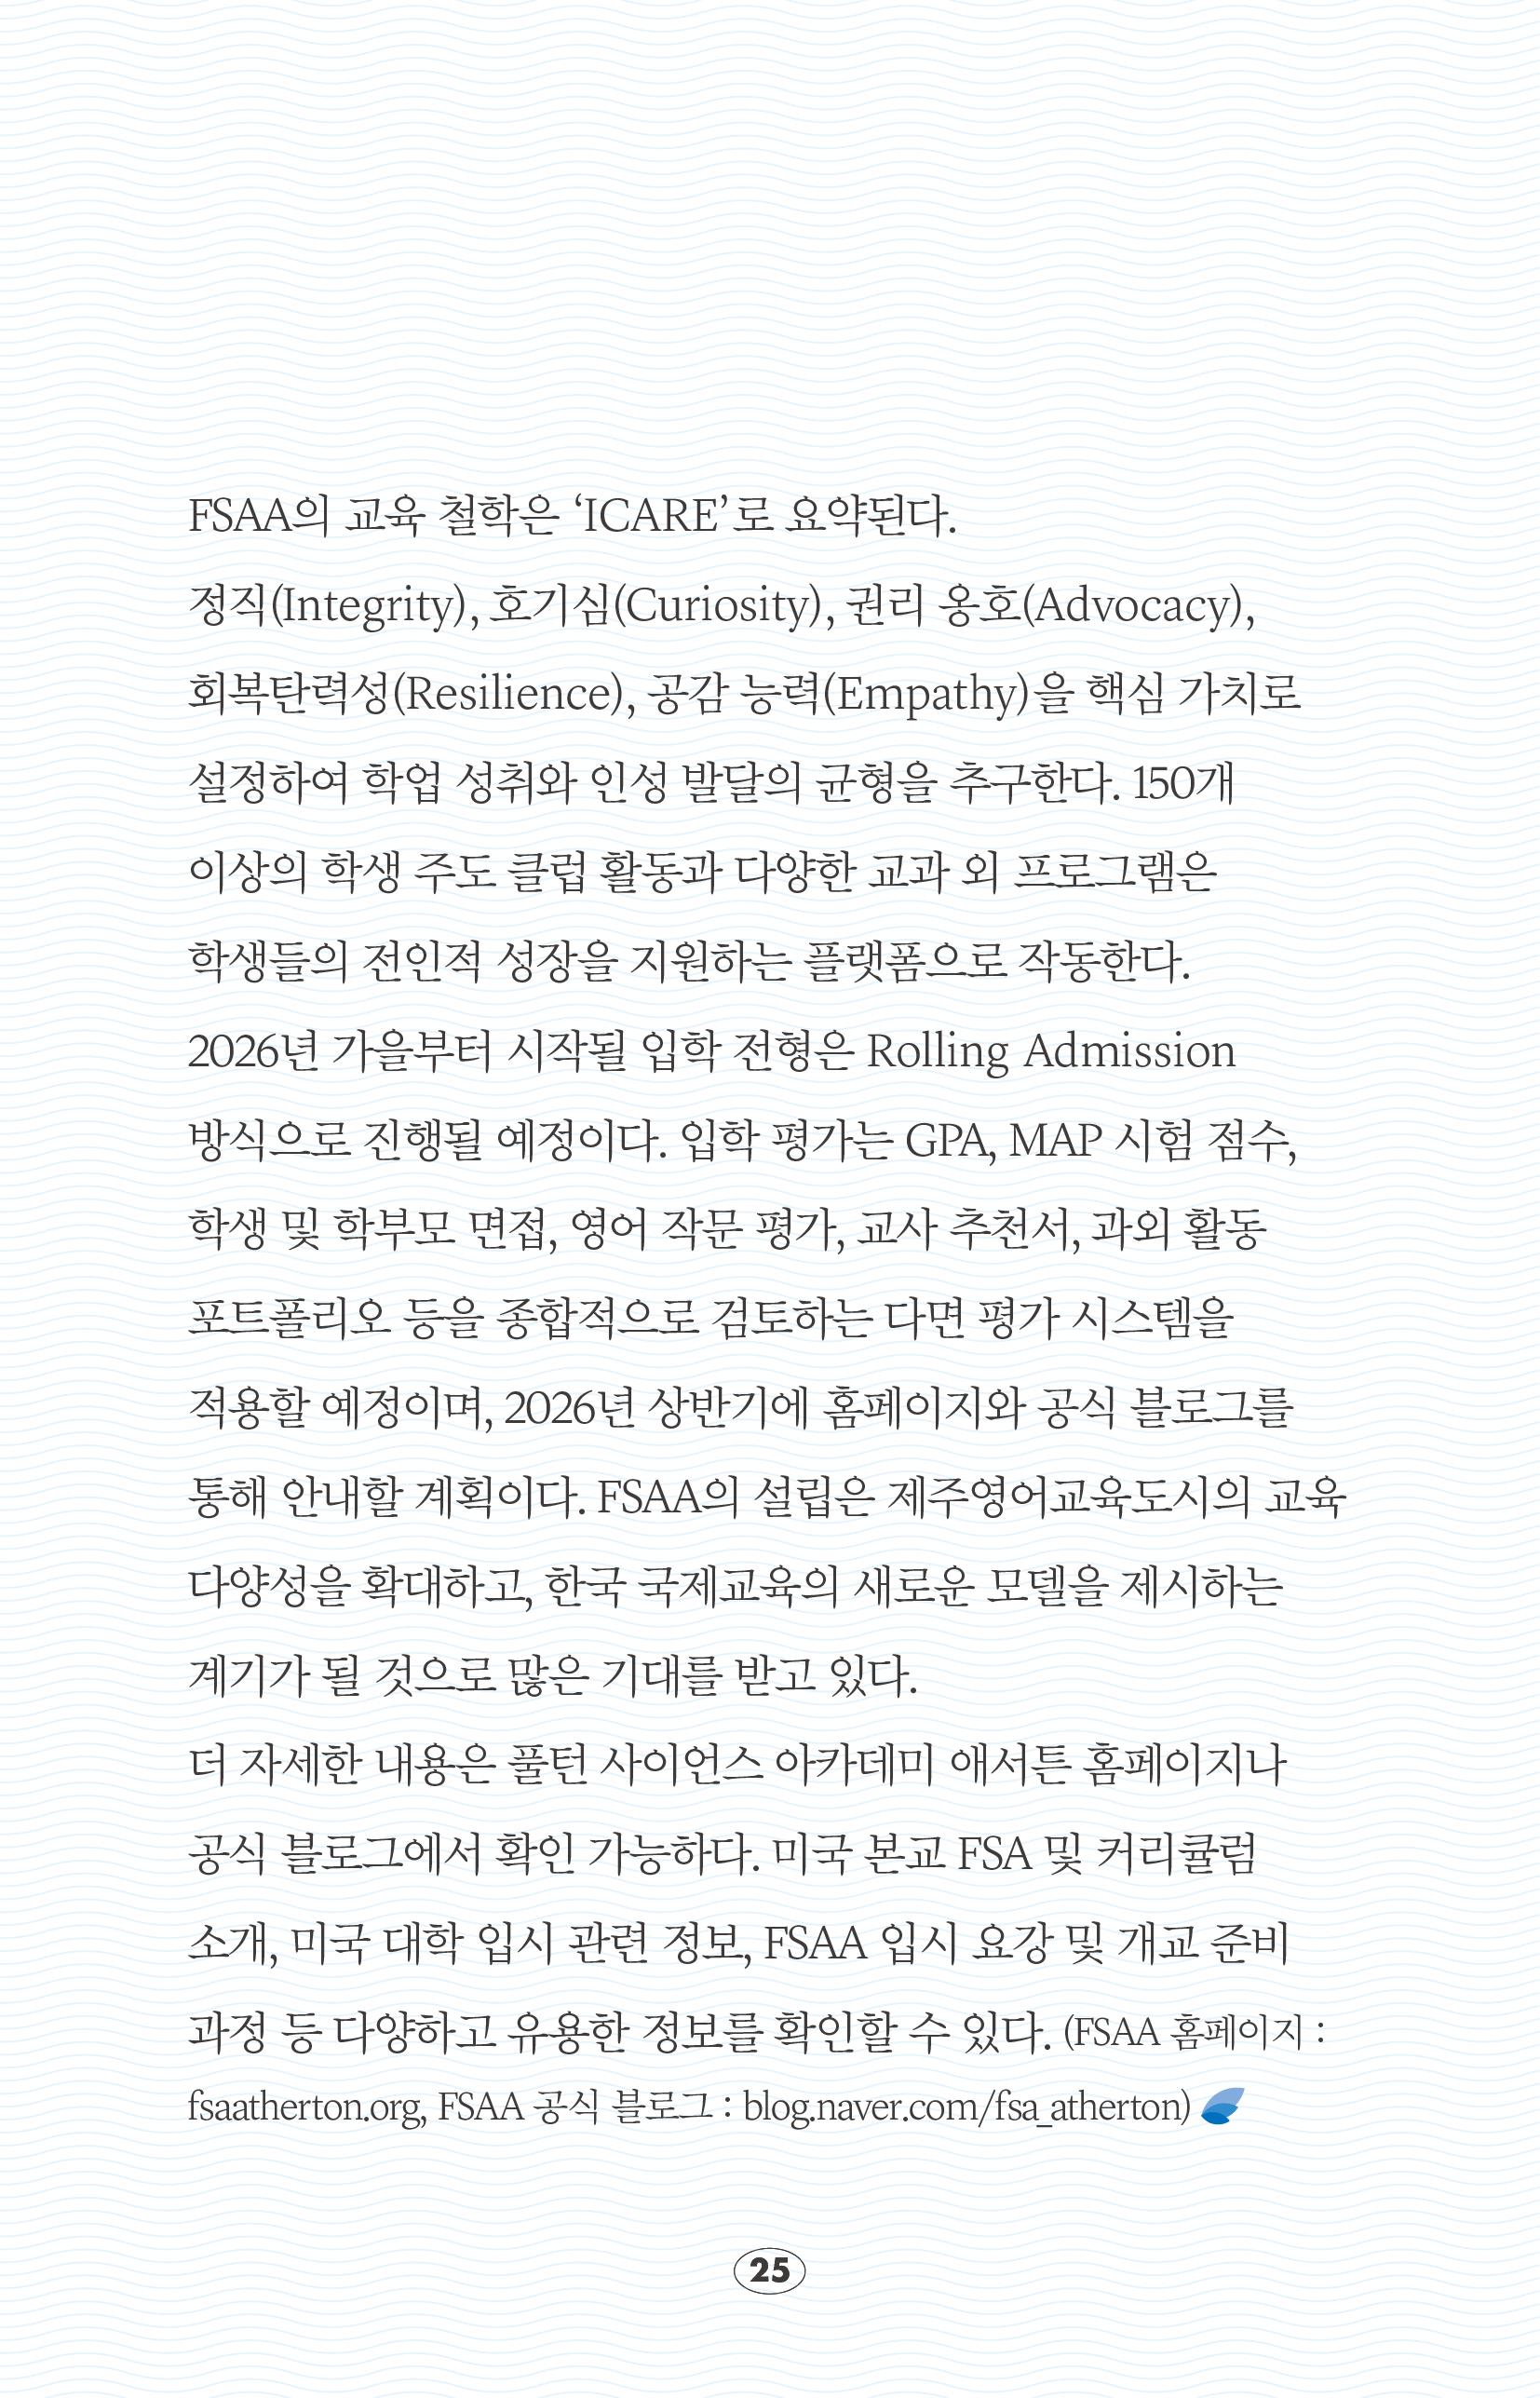 FSAA의 교육 철학은 ‘ICARE’로 요약된다.
정직(Integrity), 호기심(Curiosity), 권리 옹호(Advocacy),
회복탄력성(Resilience), 공감 능력(Empathy)을 핵심 가치로
설정하여 학업 성취와 인성 발달의 균형을 추구한다. 150개
이상의 학생 주도 클럽 활동과 다양한 교과 외 프로그램은
학생들의 전인적 성장을 지원하는 플랫폼으로 작동한다.
2026년 가을부터 시작될 입학 전형은 Rolling Admission
방식으로 진행될 예정이다. 입학 평가는 GPA, MAP 시험 점수,
학생 및 학부모 면접, 영어 작문 평가, 교사 추천서, 과외 활동
포트폴리오 등을 종합적으로 검토하는 다면 평가 시스템을
적용할 예정이며, 2026년 상반기에 홈페이지와 공식 블로그를
통해 안내할 계획이다. FSAA의 설립은 제주영어교육도시의 교육
다양성을 확대하고, 한국 국제교육의 새로운 모델을 제시하는
계기가 될 것으로 많은 기대를 받고 있다.
더 자세한 내용은 풀턴 사이언스 아카데미 애서튼 홈페이지나
공식 블로그에서 확인 가능하다. 미국 본교 FSA 및 커리큘럼
소개, 미국 대학 입시 관련 정보, FSAA 입시 요강 및 개교 준비
과정 등 다양하고 유용한 정보를 확인할 수 있다. (FSAA 홈페이지 :
fsaatherton.org, FSAA 공식 블로그 : blog.naver.com/fsa_atherton)
25